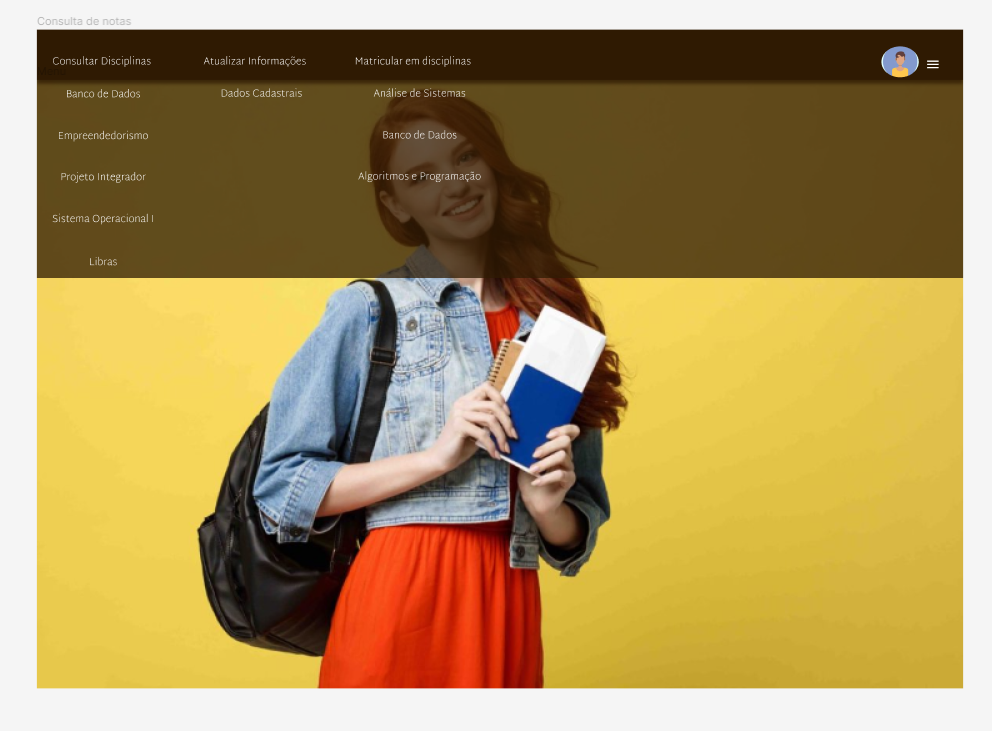 Consulta de notas
Consultar Disciplinas
Atualizar Informações
Matricular em disciplinas
Banco de Dados
Dados Cadastrais
Análise de Sistemas
Empreendedorismo
Banco de Dados
Projeto Integrador
Algoritmos e Programação
Sistema Operacional I
Libras